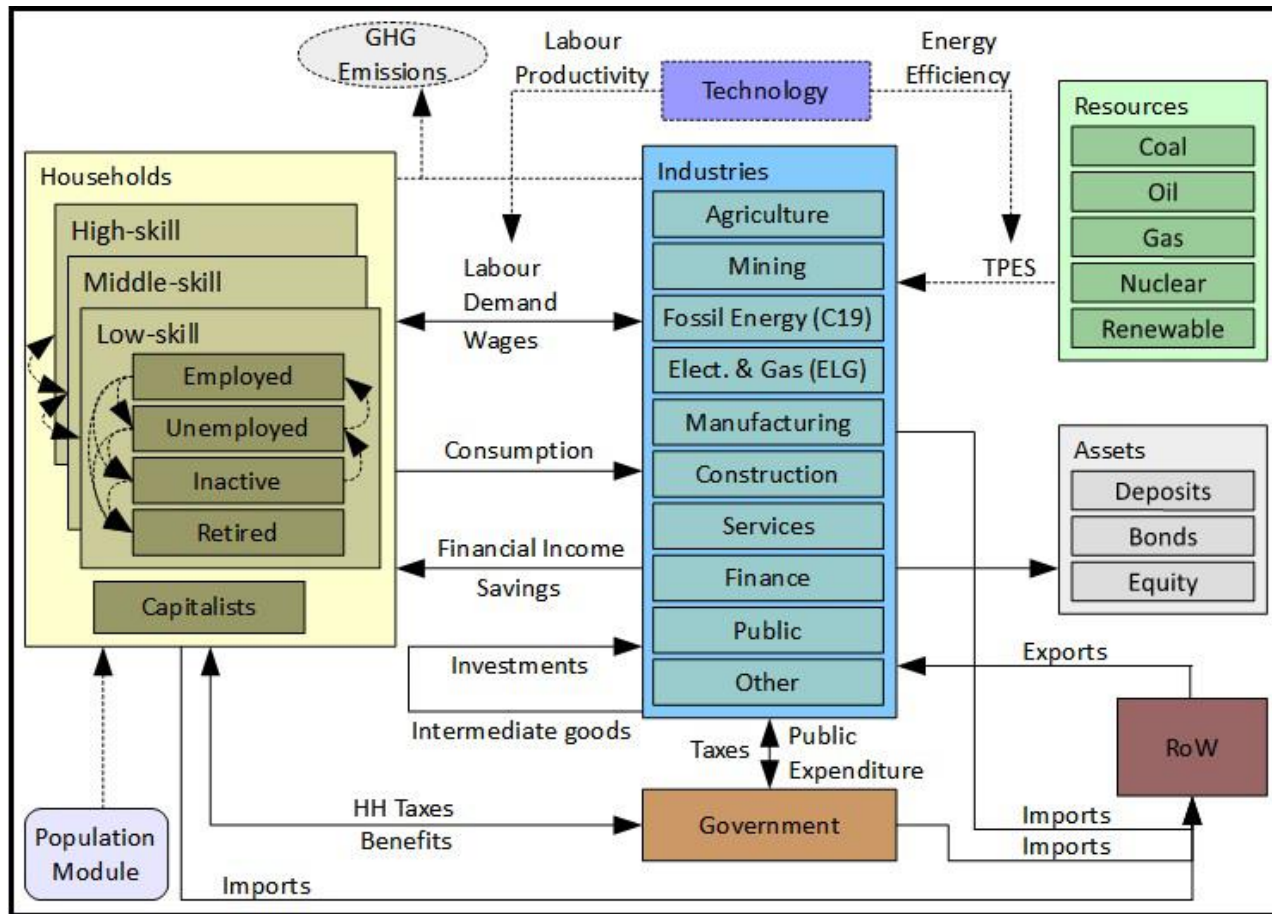 GHG
Emissions
Labour
Productivity
Technology
Energy
Efficiency
Resources
Coal
Oil
Gas
Nuclear
Renewable
Households
High-skill
Middle-skill
Low-skill
Employed
Unemployed
Inactive
Retired
Capitalists
Labour
Demand
Wages
Consumption
Financial Income
Savings
Investments
Intermediate goods
Industries
Agriculture
Mining
Fossil Energy (C19)
Elect. & Gas (ELG)
Manufacturing
Construction
Services
Finance
Public
Other
TPES
Assets
Deposits
Bonds
Equity
Exports
RoW
Taxes
Public
Expenditure
Population
Module
HH Taxes
Benefits
Government
Imports
Imports
Imports